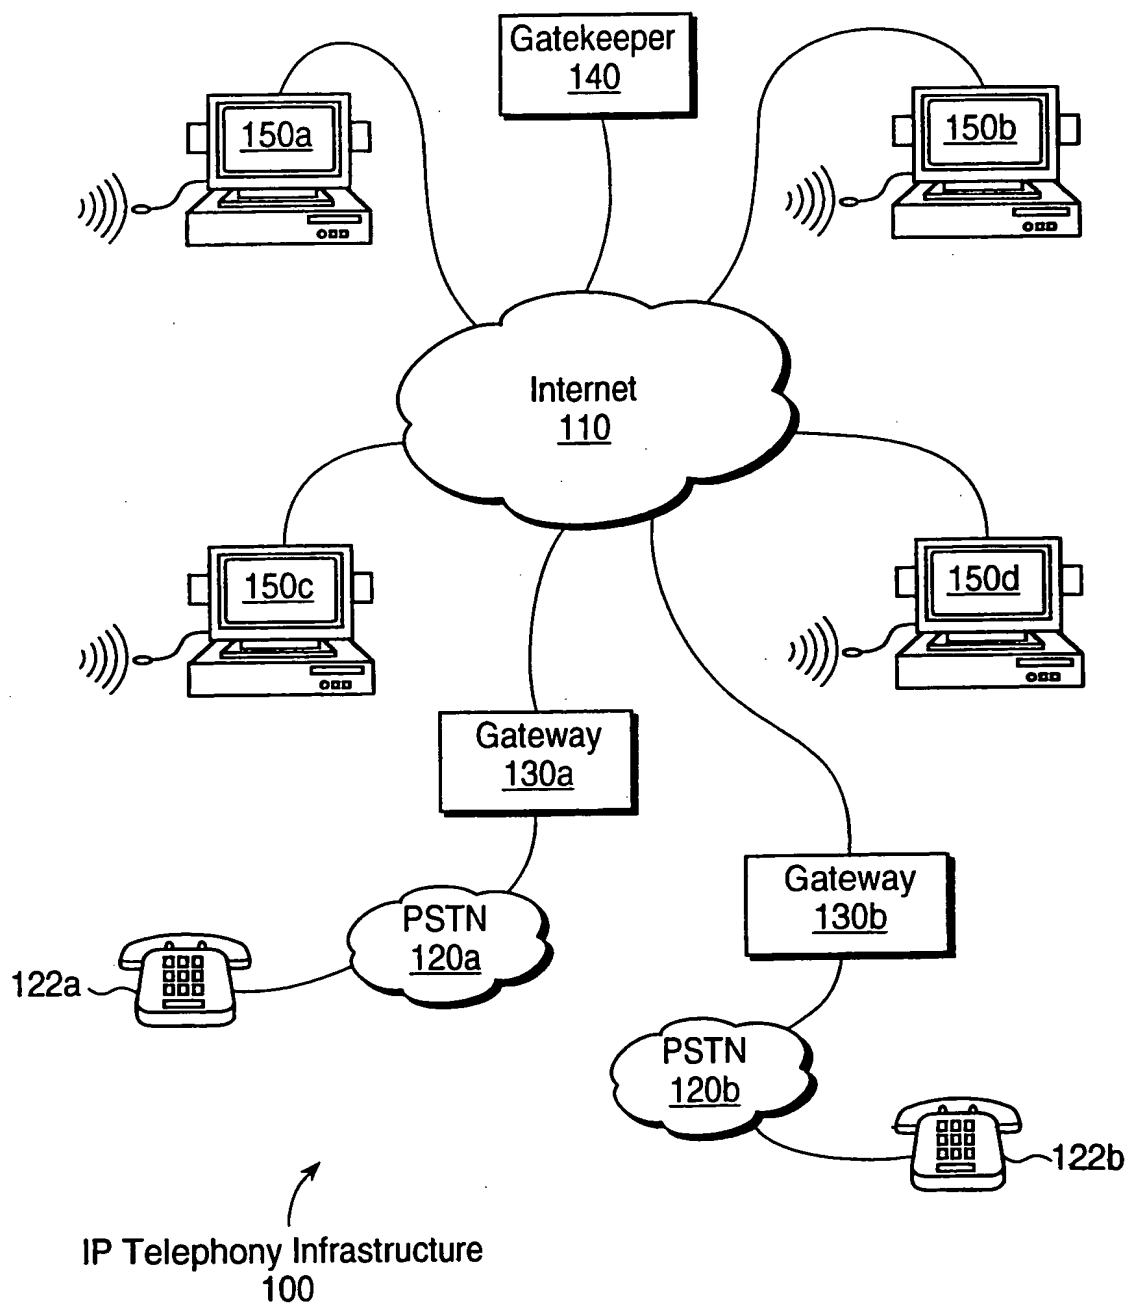 Gatekeeper
140
150a
150b
Internet
110
150c
150d
Gateway
130a
Gateway
130b
PSTN
120a
122a
PSTN
120b
122b
IP Telephony Infrastructure
100